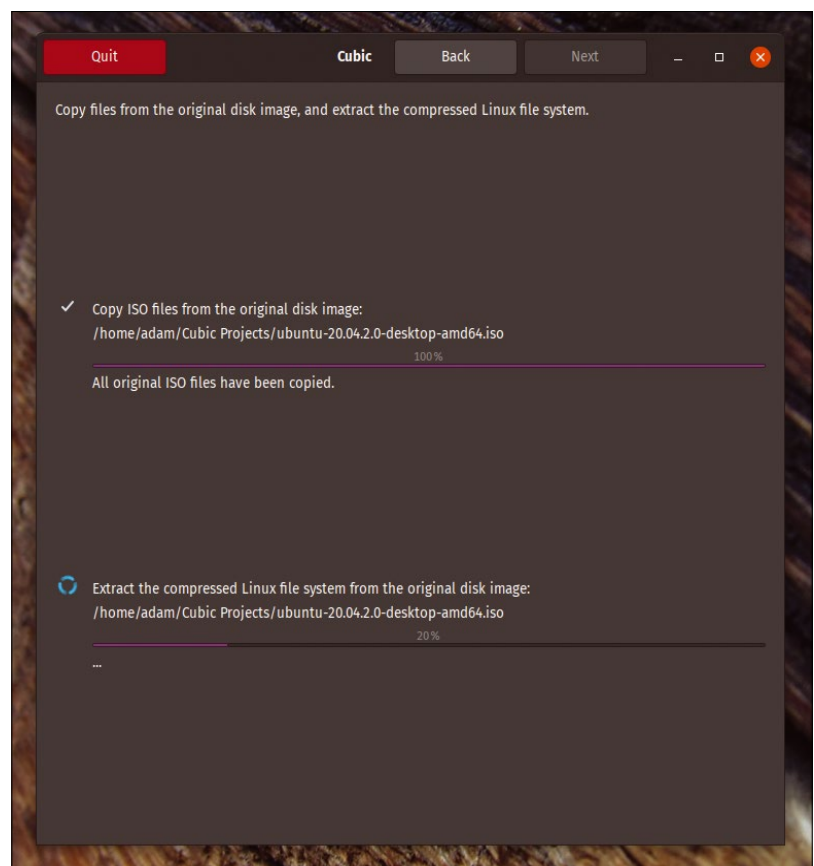 Quit
Cubic
Back
Next
Copy files from the original disk image, and extract the compressed Linux file system.
Copy ISO files from the original disk image:
/home/adam/Cubic Projects/ubuntu-20.04.2.0-desktop-amd64.iso
100%
All original ISO files have been copied.
Extract the compressed Linux file system from the original disk image:
/home/adam/Cubic Projects/ubuntu-20.04.2.0-desktop-amd64.iso
20%
...